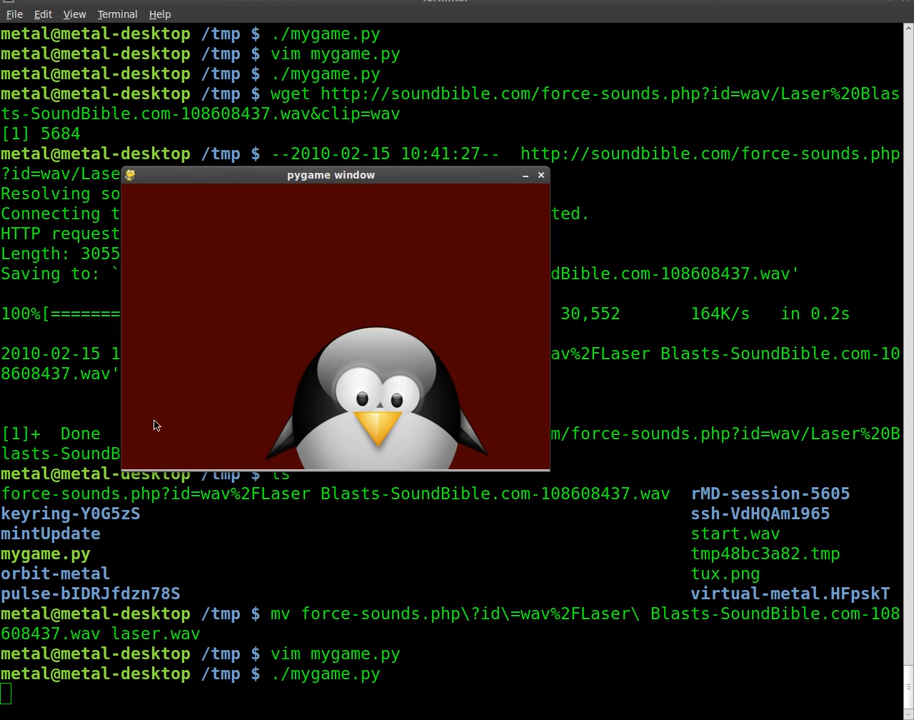 Terminal
File Edit View Terminal Help
metal@metal-desktop /tmp $ ./mygame.py
metal@metal-desktop /tmp $ vim mygame.py
metal@metal-desktop /tmp $ ./mygame.py
metal@metal-desktop /tmp $ wget http://soundbible.com/force-sounds.php?id=wav/Laser%20Blas
ts-SoundBible.com-108608437.wav&clip=wav
[1] 5684
metal@metal-desktop /tmp $ --2010-02-15 10:41:27-- http://soundbible.com/force-sounds.php
?id=wav/Lase
pygame window
Resolving so
Connecting t ted.
HTTP request
Length: 3055
Saving to: ` dBible.com-108608437.wav'
100%[======= 30,552 164K/s in 0.2s
2010-02-15 1 av%2FLaser Blasts-SoundBible.com-10
8608437.wav'
[1]+ Done m/force-sounds.php?id=wav/Laser%20B
lasts-SoundB
metal@metal-desktop /tmp $ ls
force-sounds.php?id=wav%2FLaser Blasts-SoundBible.com-108608437.wav rMD-session-5605
keyring-Y0G5zS ssh-VdHQAm1965
mintUpdate start.wav
mygame.py tmp48bc3a82.tmp
orbit-metal tux.png
pulse-bIDRJfdzn78S virtual-metal.HFpskT
metal@metal-desktop /tmp $ mv force-sounds.php\?id\=wav%2FLaser\ Blasts-SoundBible.com-108
608437.wav laser.wav
metal@metal-desktop /tmp $ vim mygame.py
metal@metal-desktop /tmp $ ./mygame.py